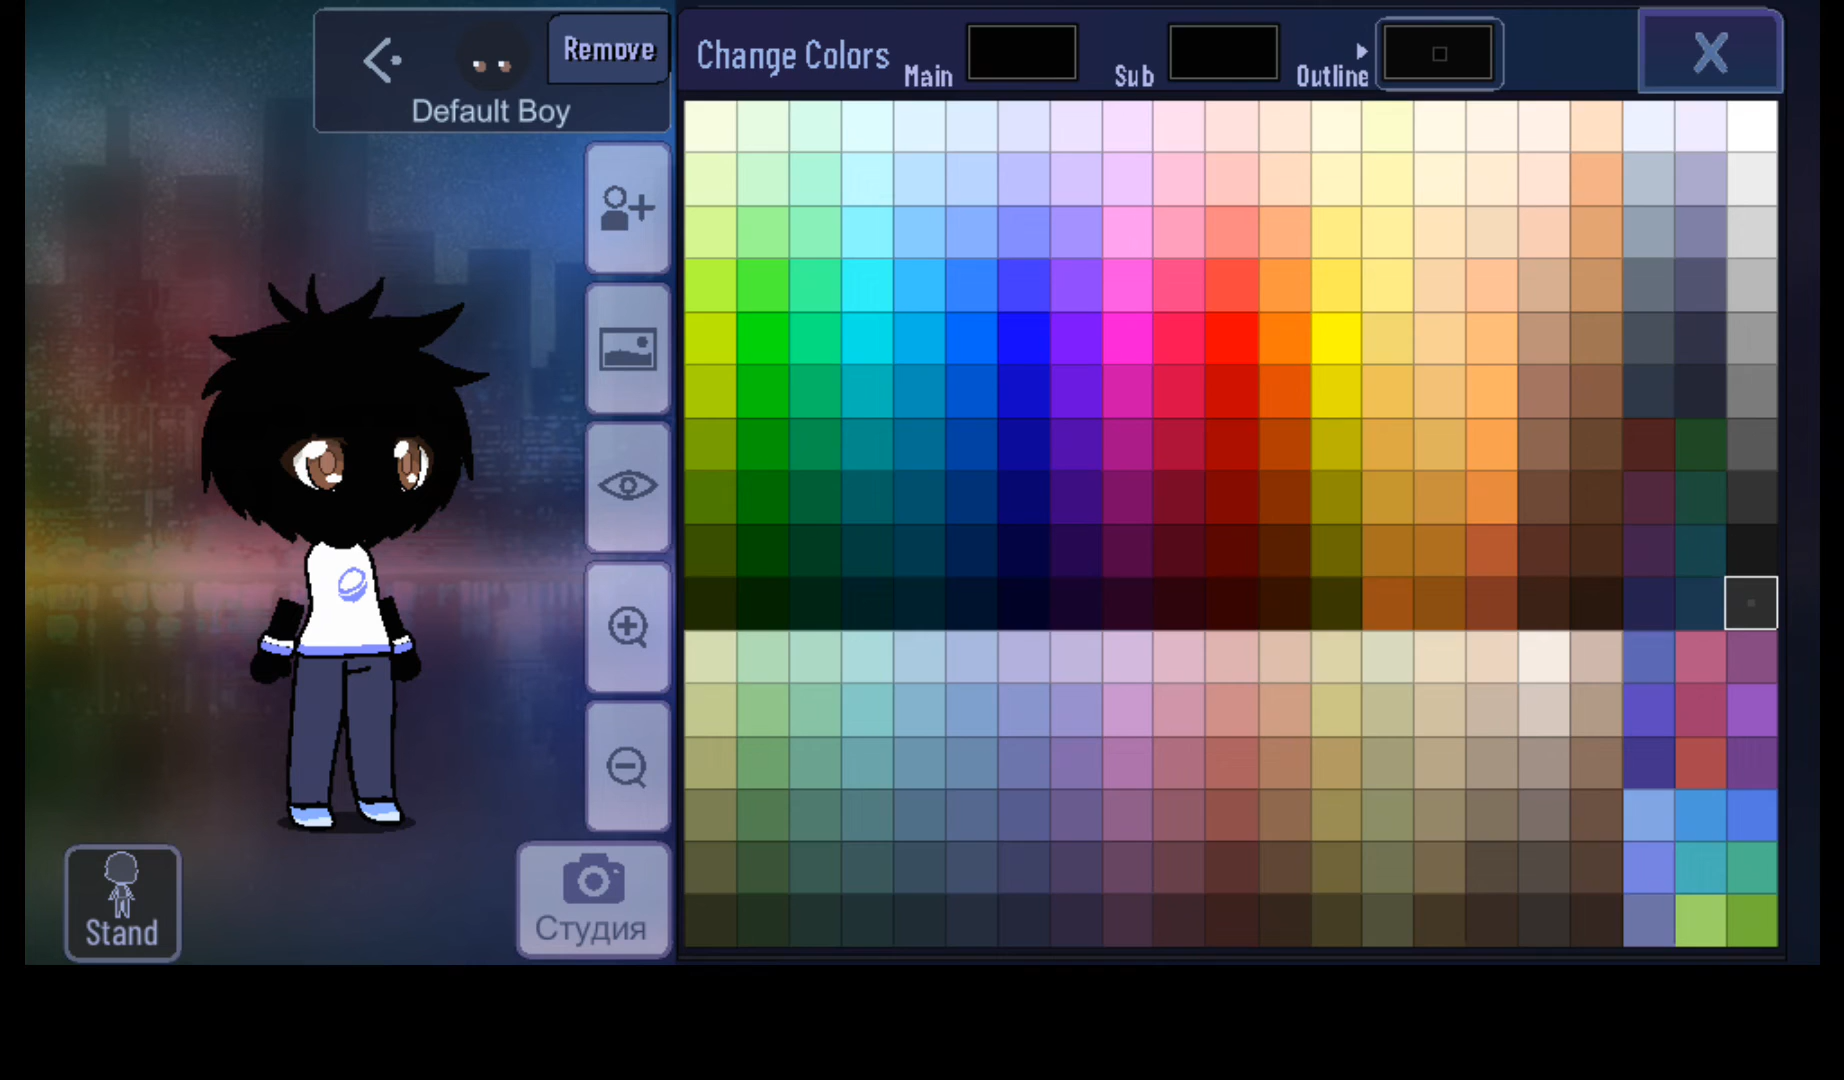 Remove
Default Boy
Change Colors
Main
Sub
Outline
X
Stand
Студия